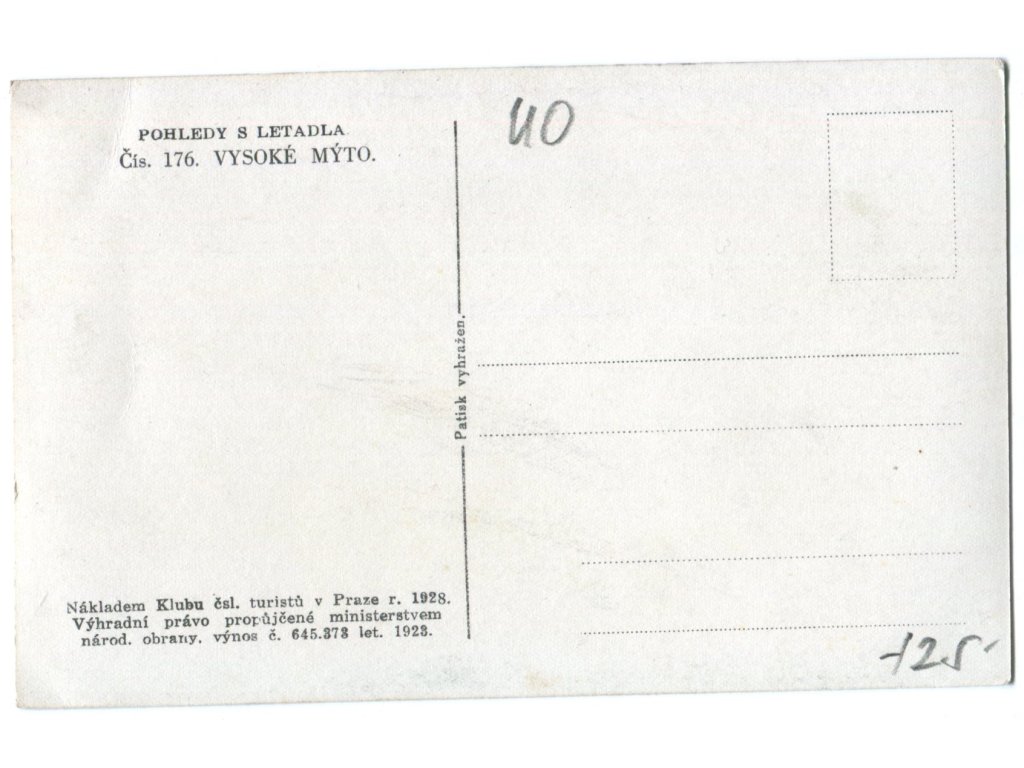 POHLEDY S LETADLA
Čís. 176. VYSOKÉ MÝTO.
Nákladem Klubu čsl. turistů v Praze r. 1928.
Výhradní právo propůjčené ministerstvem
národ. obrany. výnos č. 645.373 let. 1923.
Patisk vyhražen.
40
-125-